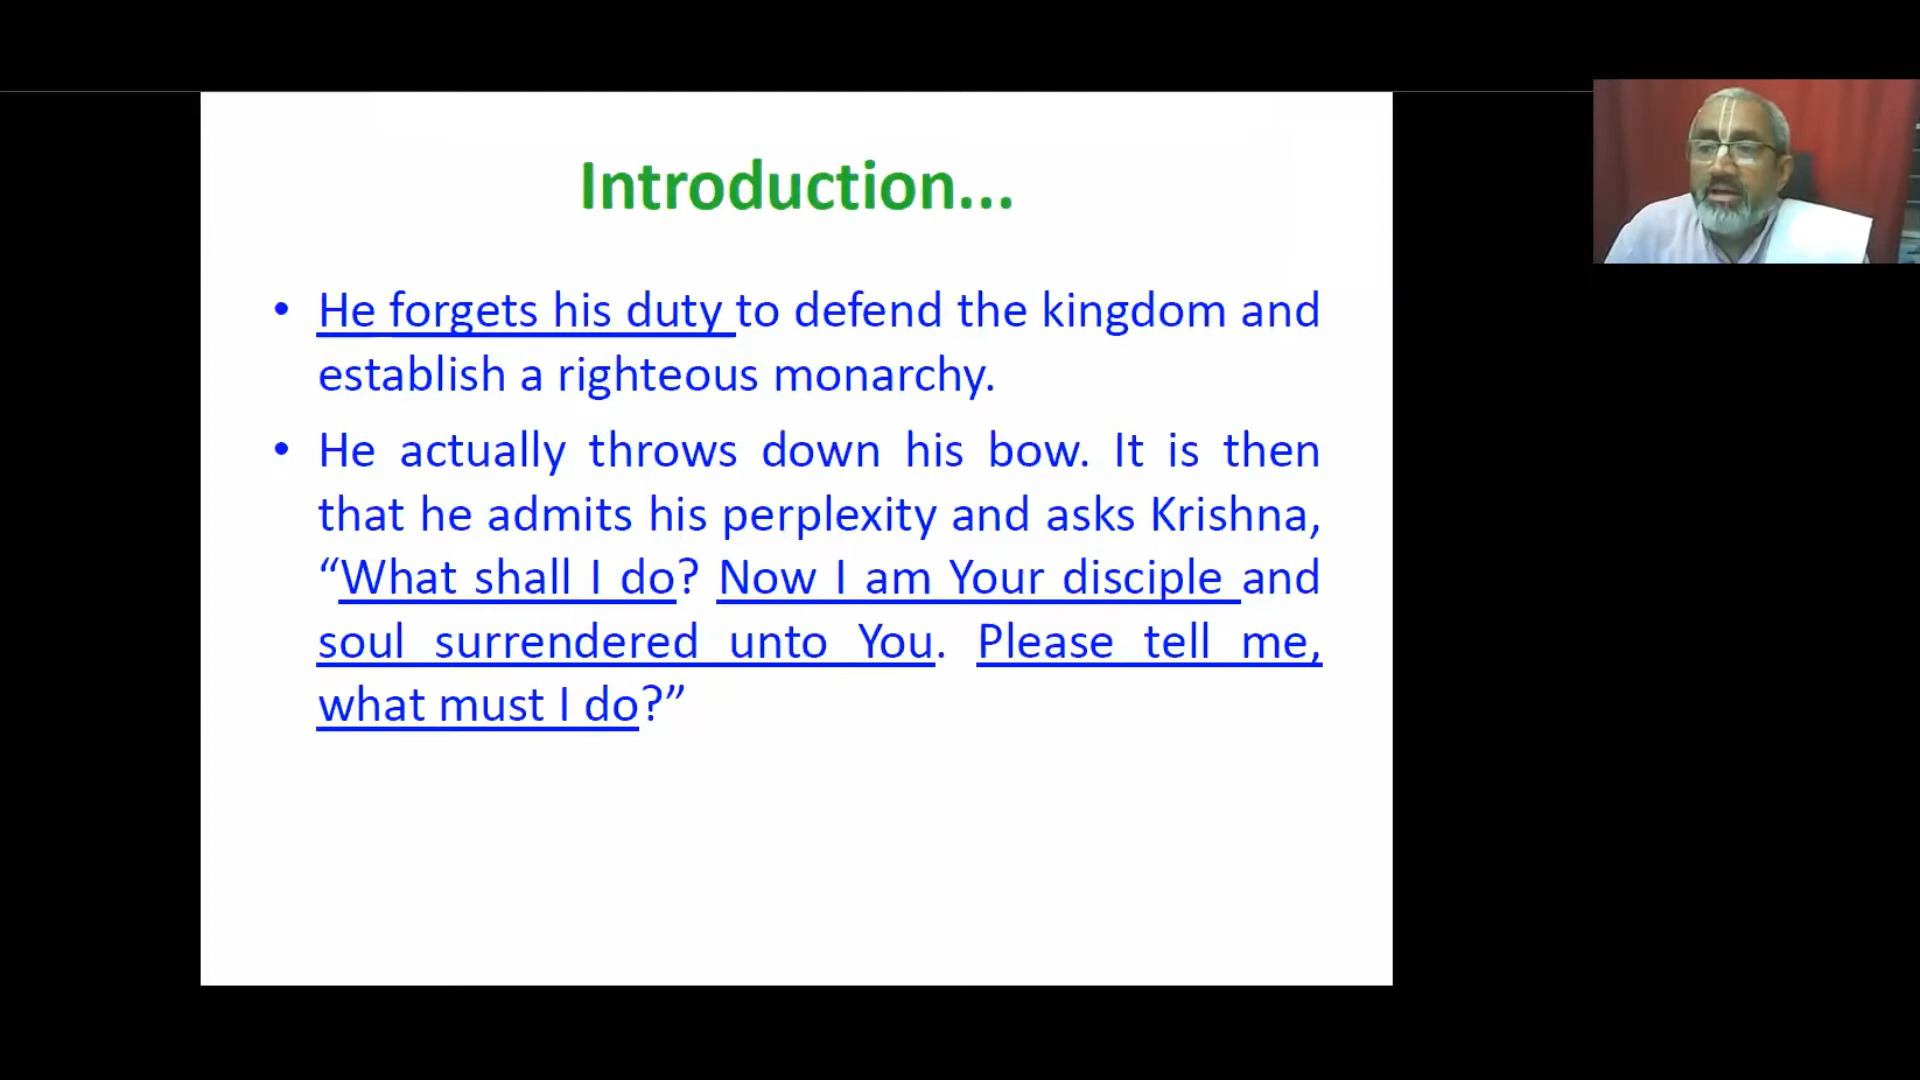 Introduction...
• He forgets his duty to defend the kingdom and
establish a righteous monarchy.
• He actually throws down his bow. It is then
that he admits his perplexity and asks Krishna,
“What shall I do? Now I am Your disciple and
soul surrendered unto You. Please tell me,
what must I do?”